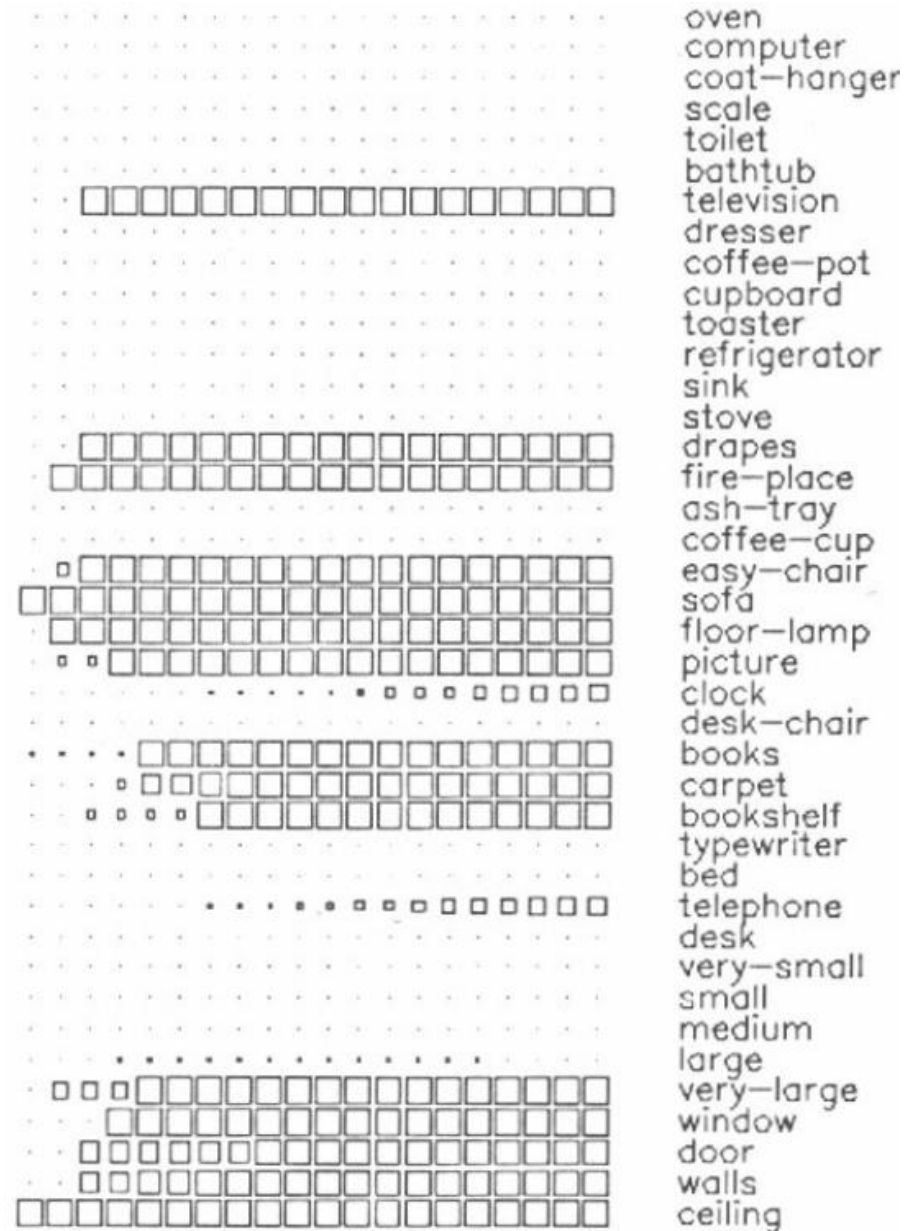 oven
computer
coat-hanger
scale
toilet
bathtub
television
dresser
coffee-pot
cupboard
toaster
refrigerator
sink
stove
drapes
fire-place
ash-tray
coffee-cup
easy-chair
sofa
floor-lamp
picture
clock
desk-chair
books
carpet
bookshelf
typewriter
bed
telephone
desk
very-small
small
medium
large
very-large
window
door
walls
ceiling